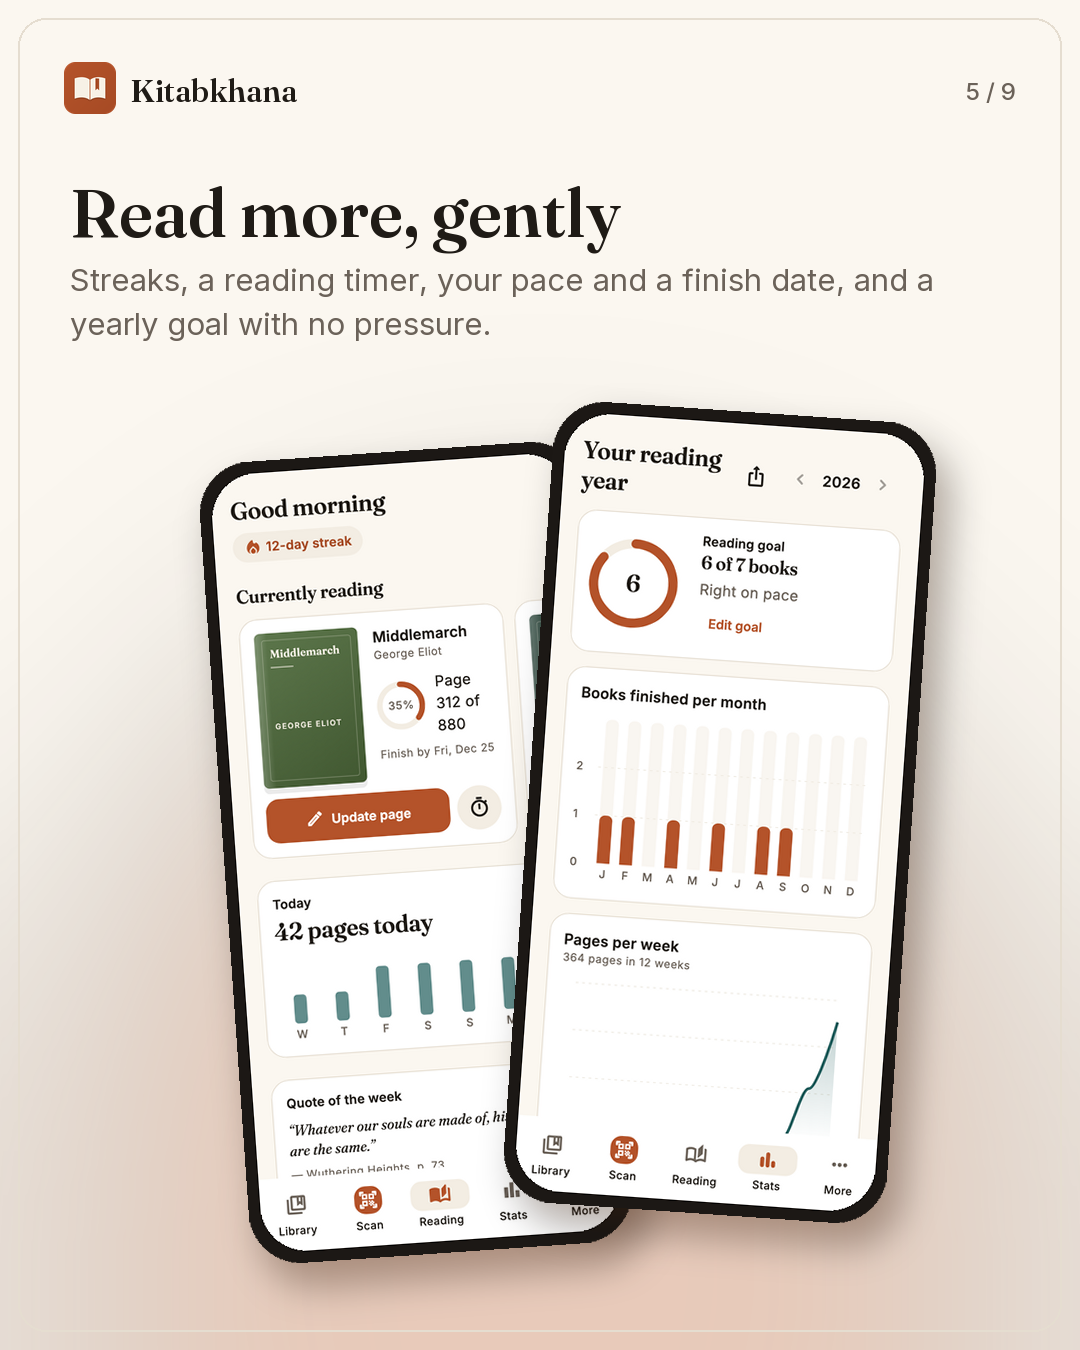 Kitabkhana
5 / 9
Read more, gently
Streaks, a reading timer, your pace and a finish date, and a
yearly goal with no pressure.
Good morning
12-day streak
Currently reading
Middlemarch
GEORGE ELIOT
Middlemarch
George Eliot
35%
Page
312 of
880
Finish by Fri, Dec 25
Update page
Today
42 pages today
W T F S S
Quote of the week
“Whatever our souls are made of,
are the same.”
— Wuthering Heights, p. 73
Library
Scan
Reading
Stats
More
Your reading
year
2026
6
Reading goal
6 of 7 books
Right on pace
Edit goal
Books finished per month
2
1
0
J F M A M J J A S O N D
Pages per week
364 pages in 12 weeks
Library
Scan
Reading
Stats
More